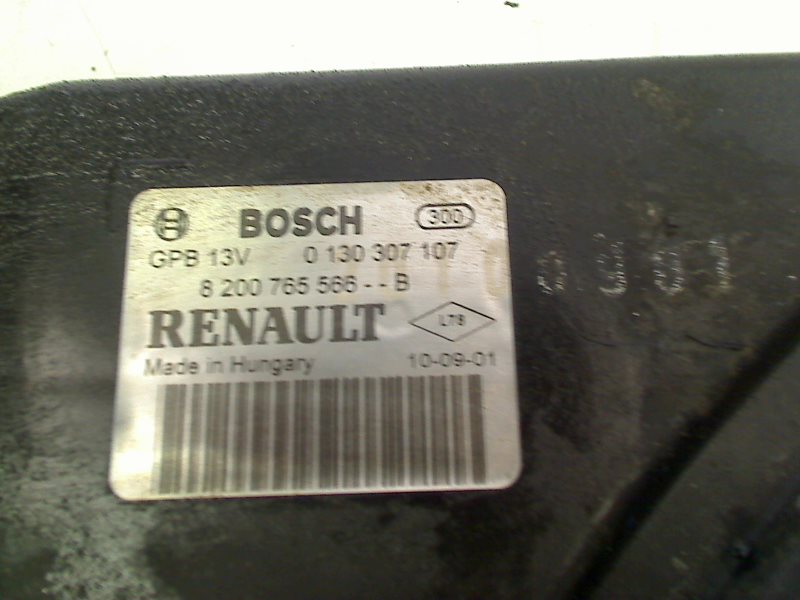 BOSCH 300
GPB 13V 0 130 307 107
8 200 765 566 - - B
RENAULT
Made in Hungary 10-09-01